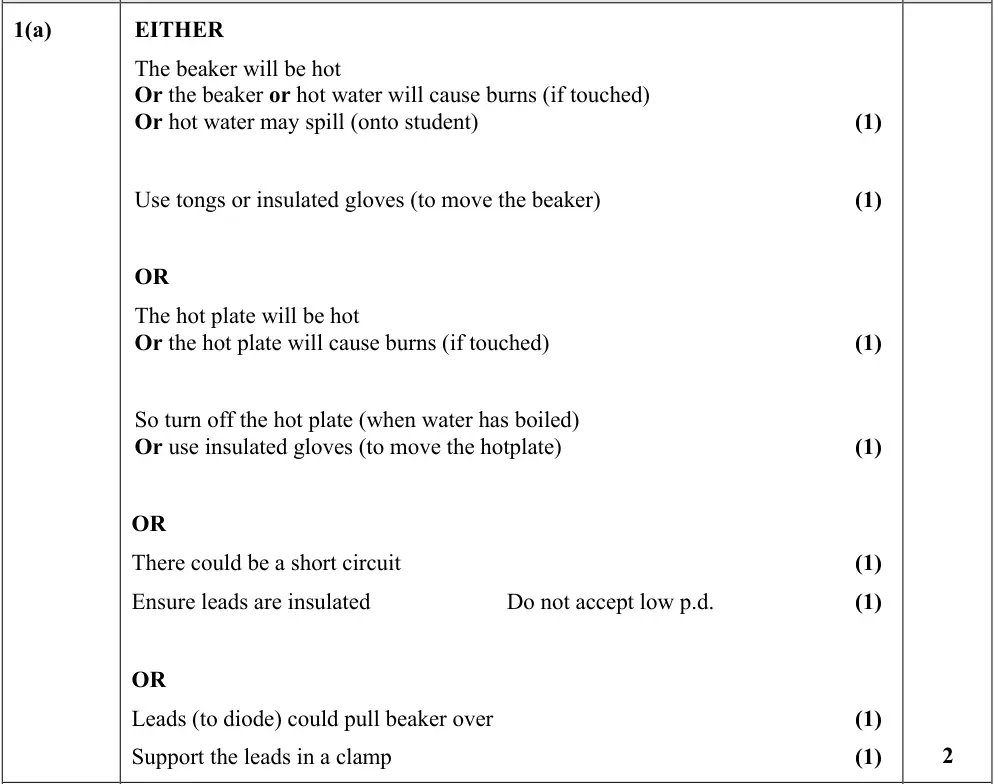 1(a) EITHER
The beaker will be hot
Or the beaker or hot water will cause burns (if touched)
Or hot water may spill (onto student) (1)
Use tongs or insulated gloves (to move the beaker) (1)
OR
The hot plate will be hot
Or the hot plate will cause burns (if touched) (1)
So turn off the hot plate (when water has boiled)
Or use insulated gloves (to move the hotplate) (1)
OR
There could be a short circuit (1)
Ensure leads are insulated Do not accept low p.d. (1)
OR
Leads (to diode) could pull beaker over (1)
Support the leads in a clamp (1) 2